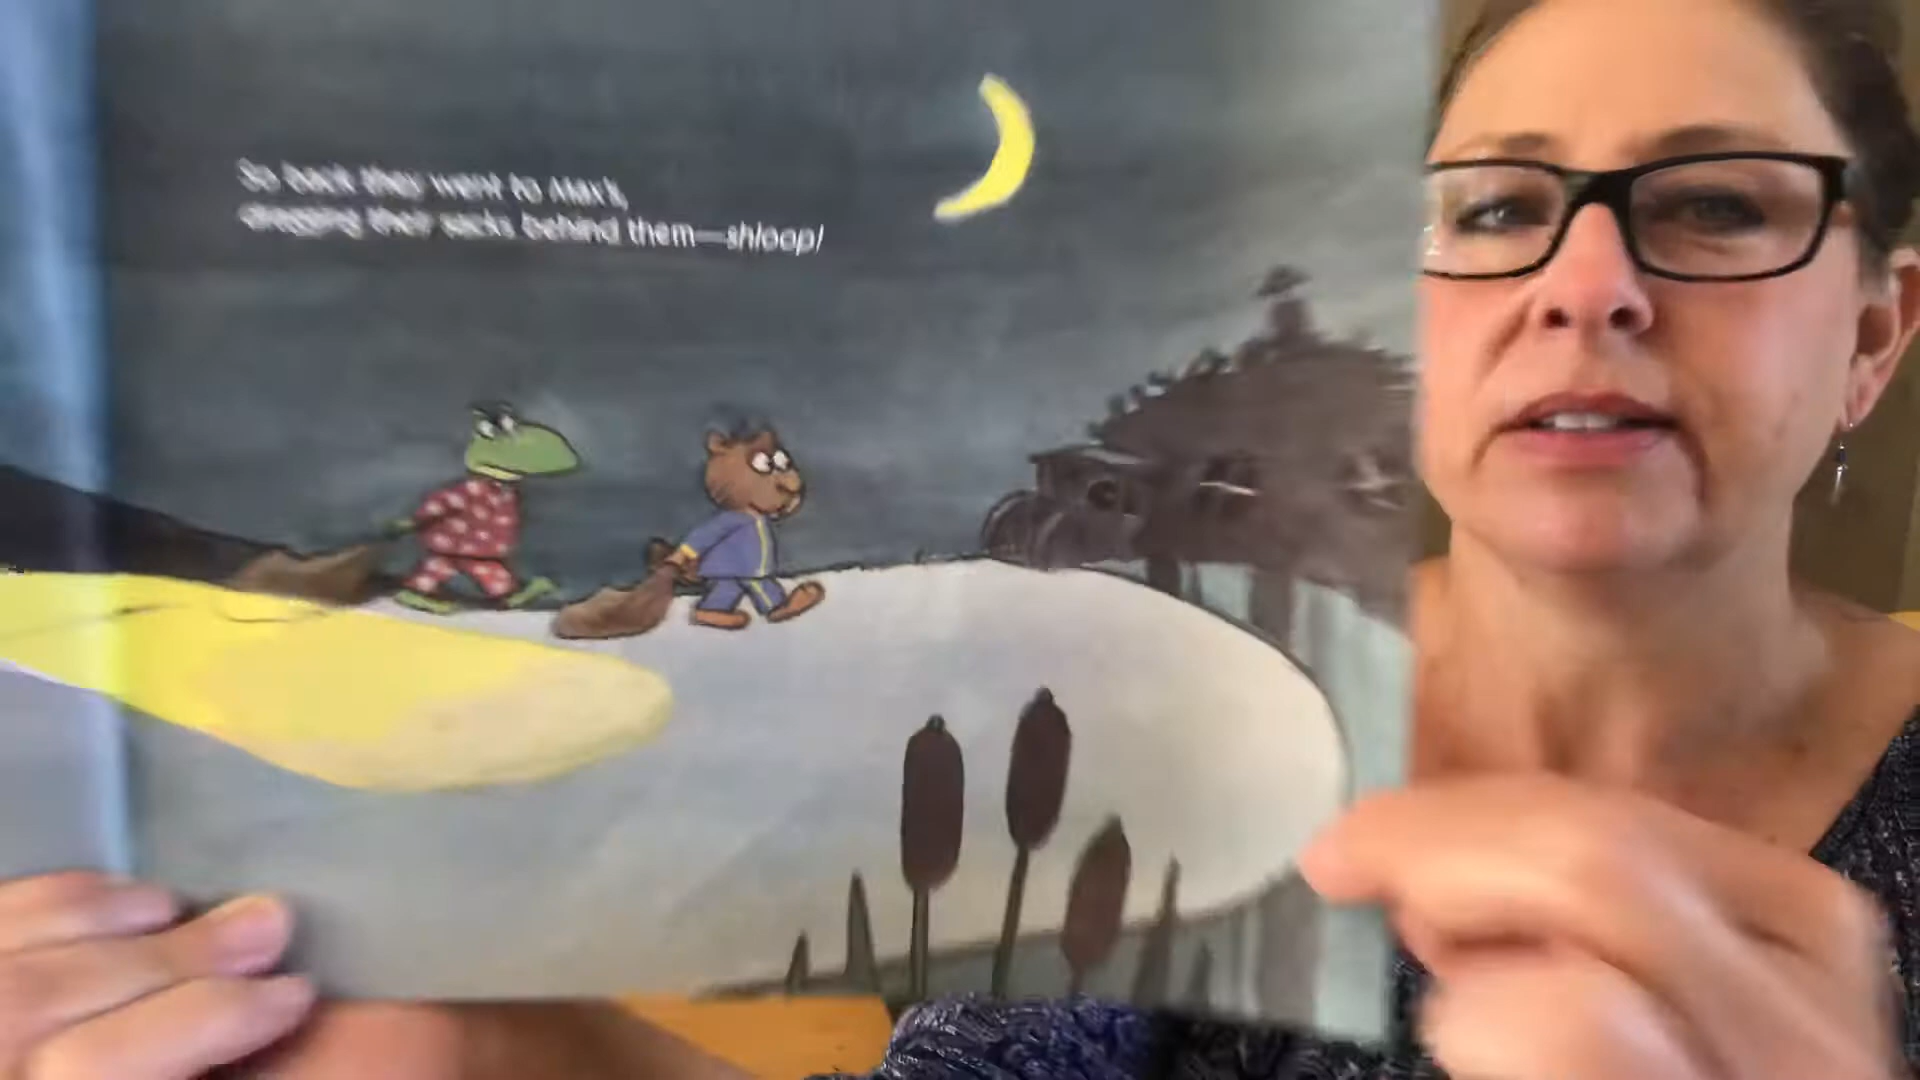 So back they went to Max's,
dragging their sacks behind them—shloop!